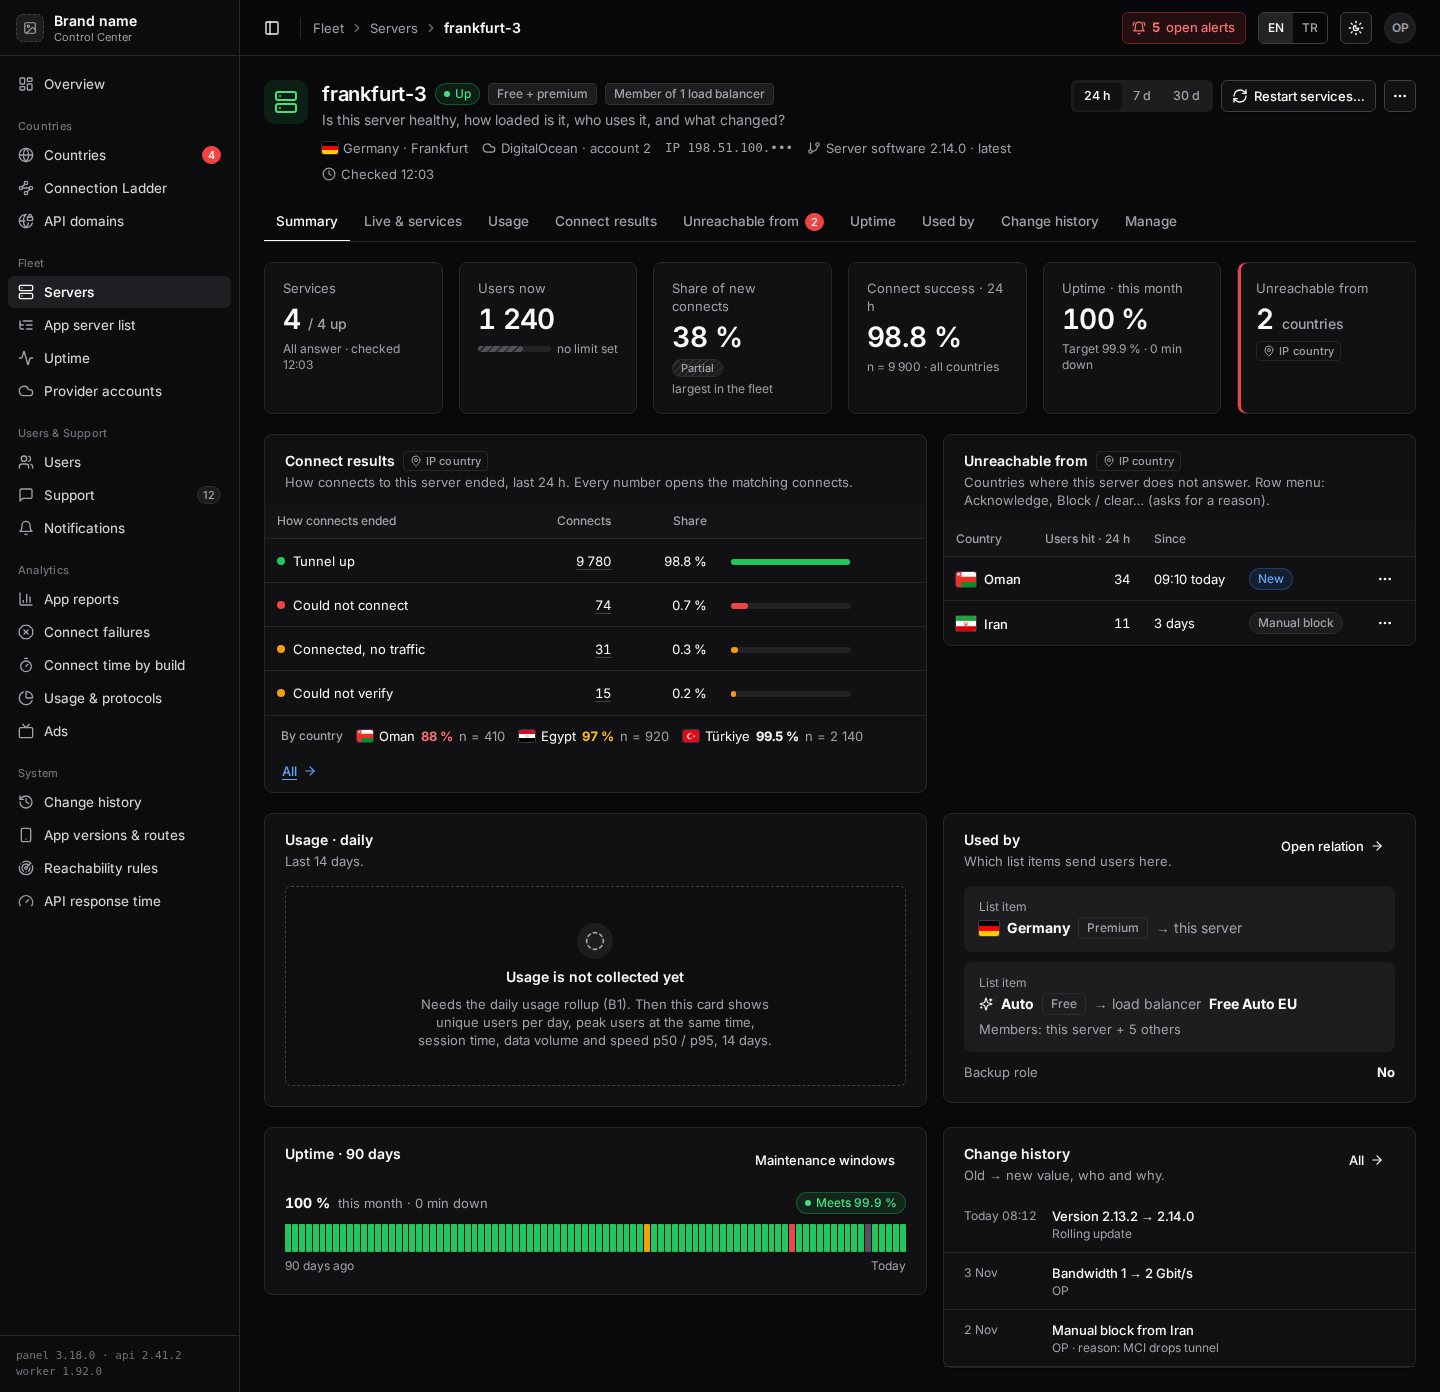 Brand name
Control Center
Overview
Countries
Countries 4
Connection Ladder
API domains
Fleet
Servers
App server list
Uptime
Provider accounts
Users & Support
Users
Support 12
Notifications
Analytics
App reports
Connect failures
Connect time by build
Usage & protocols
Ads
System
Change history
App versions & routes
Reachability rules
API response time
panel 3.18.0 · api 2.41.2
worker 1.92.0
Fleet Servers frankfurt-3
5 open alerts EN TR OP
frankfurt-3 Up Free + premium Member of 1 load balancer
24 h 7 d 30 d Restart services…
Is this server healthy, how loaded is it, who uses it, and what changed?
Germany · Frankfurt DigitalOcean · account 2 IP 198.51.100.••• Server software 2.14.0 · latest
Checked 12:03
Summary Live & services Usage Connect results Unreachable from 2 Uptime Used by Change history Manage
Services
4 / 4 up
All answer · checked
12:03
Users now
1 240
no limit set
Share of new
connects
38 %
Partial
largest in the fleet
Connect success · 24
h
98.8 %
n = 9 900 · all countries
Uptime · this month
100 %
Target 99.9 % · 0 min
down
Unreachable from
2 countries
IP country
Connect results IP country
How connects to this server ended, last 24 h. Every number opens the matching connects.
How connects ended Connects Share
Tunnel up 9 780 98.8 %
Could not connect 74 0.7 %
Connected, no traffic 31 0.3 %
Could not verify 15 0.2 %
By country Oman 88 % n = 410 Egypt 97 % n = 920 Türkiye 99.5 % n = 2 140
All →
Unreachable from IP country
Countries where this server does not answer. Row menu:
Acknowledge, Block / clear… (asks for a reason).
Country Users hit · 24 h Since
Oman 34 09:10 today New
Iran 11 3 days Manual block
Usage · daily
Last 14 days.
Usage is not collected yet
Needs the daily usage rollup (B1). Then this card shows
unique users per day, peak users at the same time,
session time, data volume and speed p50 / p95, 14 days.
Used by
Which list items send users here.
Open relation →
List item
Germany Premium → this server
List item
Auto Free → load balancer Free Auto EU
Members: this server + 5 others
Backup role No
Uptime · 90 days
Maintenance windows
100 % this month · 0 min down Meets 99.9 %
90 days ago Today
Change history
Old → new value, who and why.
All →
Today 08:12 Version 2.13.2 → 2.14.0
Rolling update
3 Nov Bandwidth 1 → 2 Gbit/s
OP
2 Nov Manual block from Iran
OP · reason: MCI drops tunnel